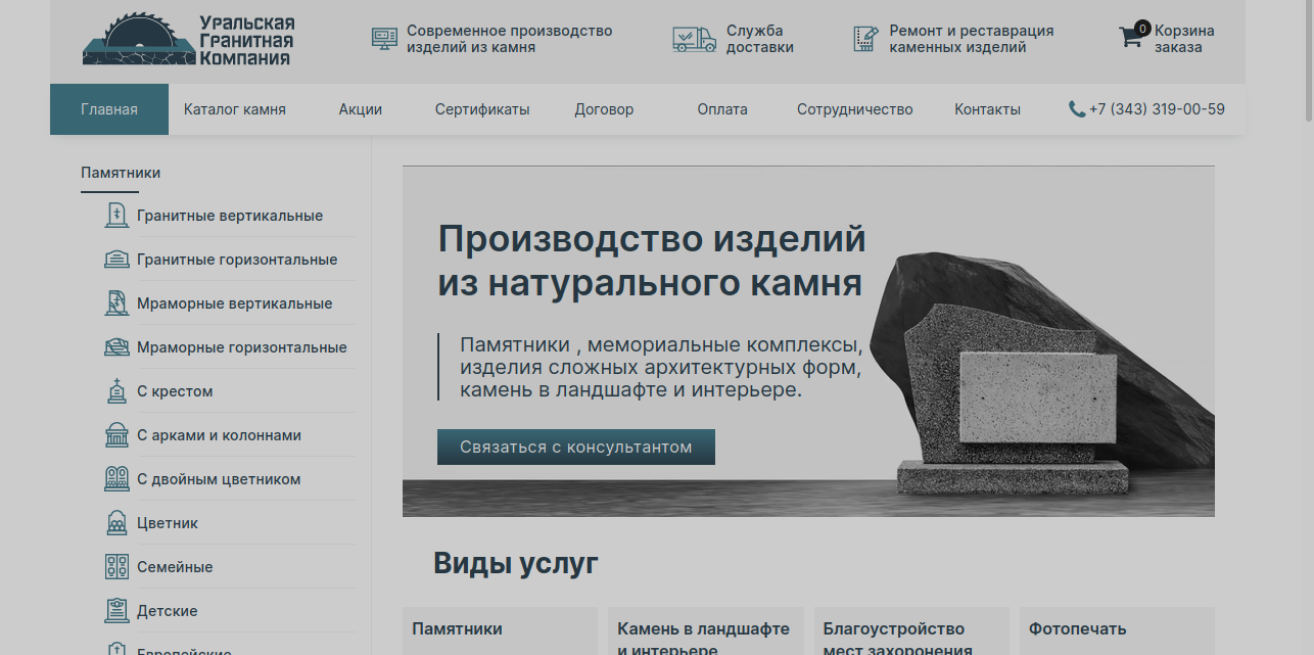 Уральская
Гранитная
Компания
Современное производство
изделий из камня
Служба
доставки
Ремонт и реставрация
каменных изделий
0
Корзина
заказа
Главная
Каталог камня
Акции
Сертификаты
Договор
Оплата
Сотрудничество
Контакты
+7 (343) 319-00-59
Памятники
Гранитные вертикальные
Гранитные горизонтальные
Мраморные вертикальные
Мраморные горизонтальные
С крестом
С арками и колоннами
С двойным цветником
Цветник
Семейные
Детские
Европейские
Производство изделий
из натурального камня
Памятники , мемориальные комплексы,
изделия сложных архитектурных форм,
камень в ландшафте и интерьере.
Связаться с консультантом
Виды услуг
Памятники
Камень в ландшафте
и интерьере
Благоустройство
мест захоронения
Фотопечать